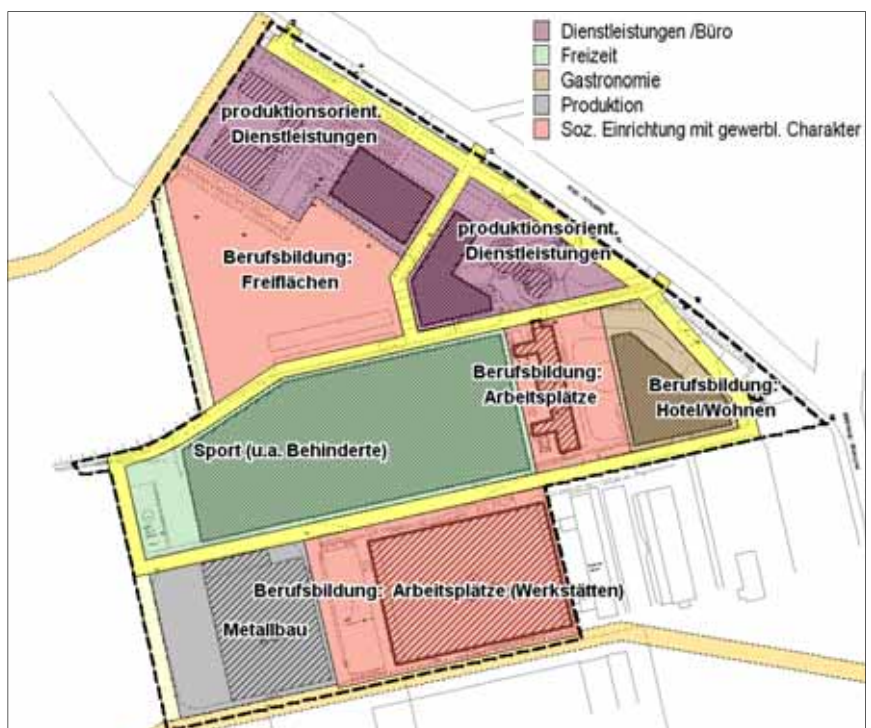 Dienstleistungen /Büro
Freizeit
Gastronomie
Produktion
Soz. Einrichtung mit gewerbl. Charakter
produktionsorient.
Dienstleistungen
produktionsorient.
Dienstleistungen
Berufsbildung:
Freiflächen
Berufsbildung:
Arbeitsplätze
Berufsbildung:
Hotel/Wohnen
Sport (u.a. Behinderte)
Berufsbildung: Arbeitsplätze (Werkstätten)
Metallbau